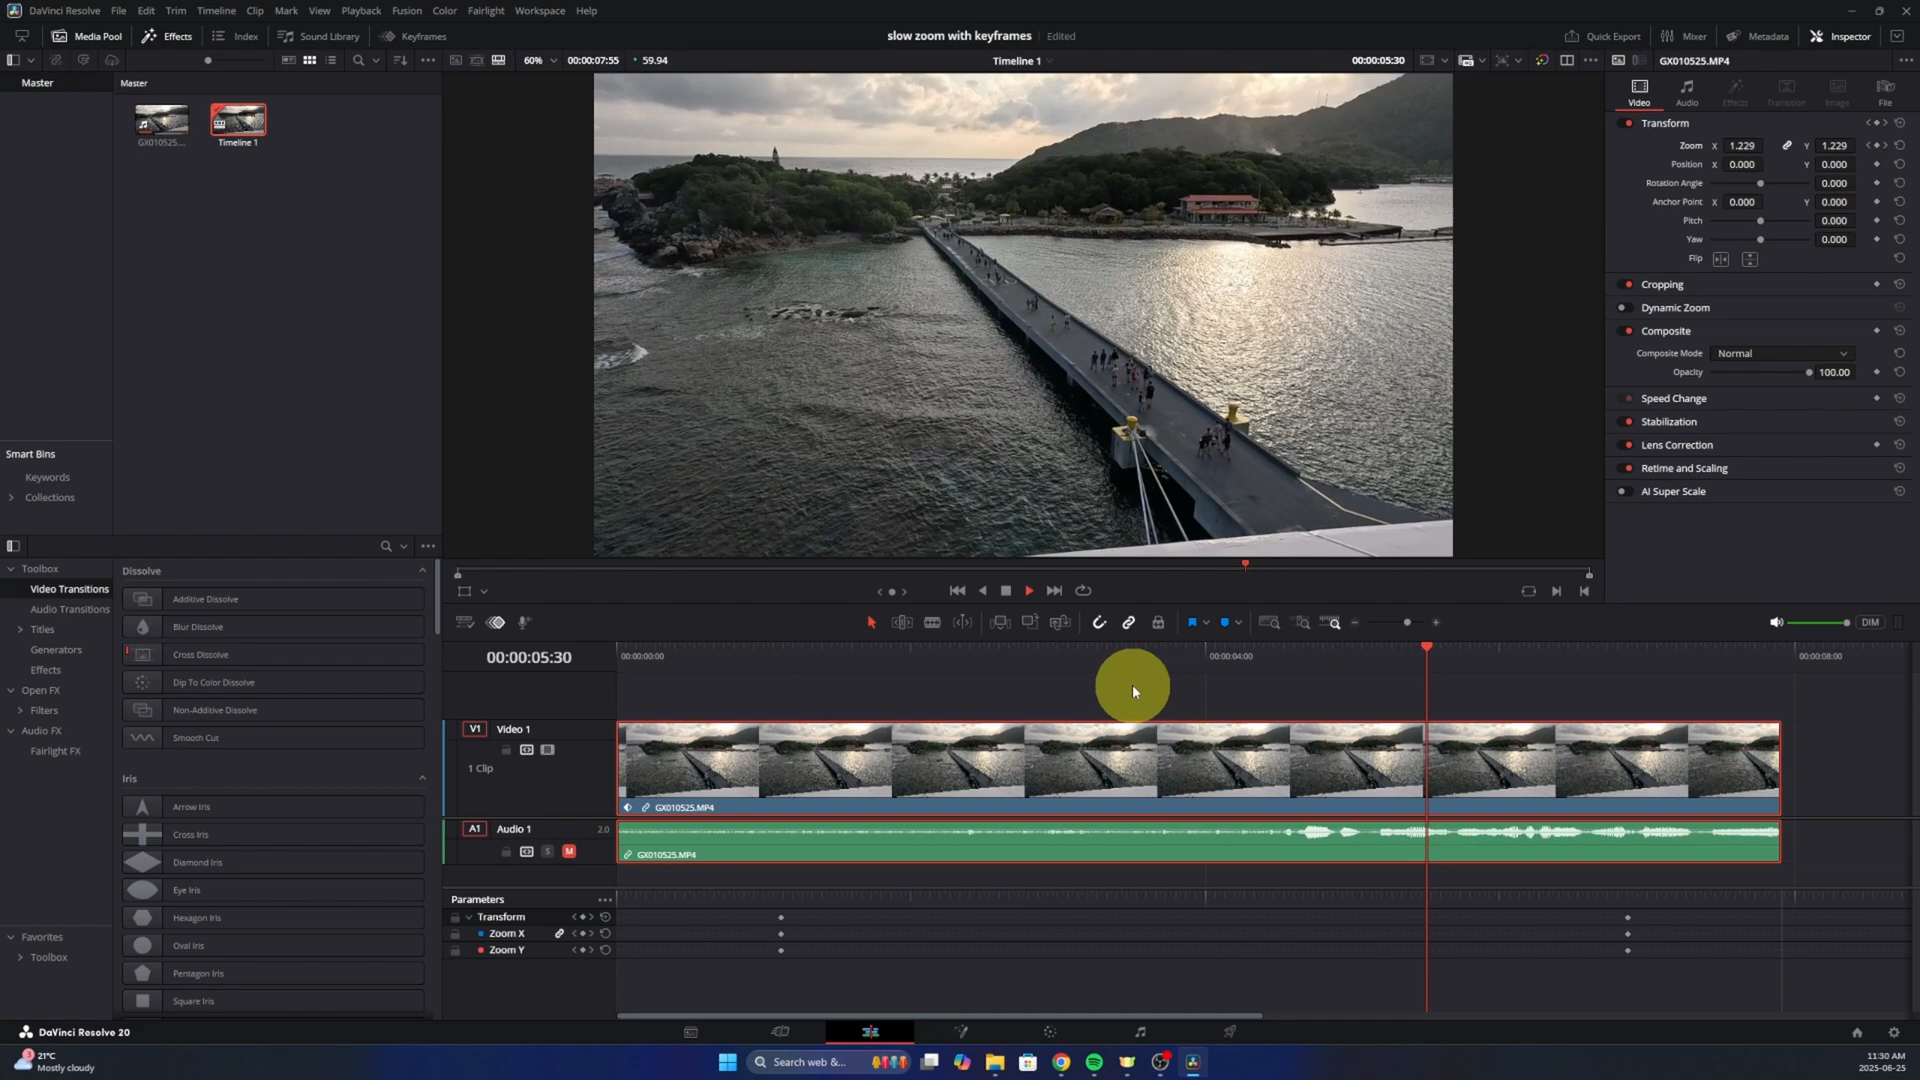 DaVinci Resolve File Edit Trim Timeline Clip Mark View Playback Fusion Color Fairlight Workspace Help
Media Pool Effects Index Sound Library Keyframes slow zoom with keyframes Edited Quick Export Mixer Metadata Inspector
60% 00:00:07:55 59.94 Timeline 1 00:00:05:30 GX010525.MP4
Master Master
GX010525.... Timeline 1
Video Audio Effects Transition Image File
Transform
Zoom X 1.229 Y 1.229
Position X 0.000 Y 0.000
Rotation Angle 0.000
Anchor Point X 0.000 Y 0.000
Pitch 0.000
Yaw 0.000
Flip
Cropping
Dynamic Zoom
Composite
Composite Mode Normal
Opacity 100.00
Speed Change
Stabilization
Lens Correction
Retime and Scaling
AI Super Scale
Smart Bins
Keywords
Collections
Toolbox
Video Transitions
Audio Transitions
Titles
Generators
Effects
Open FX
Filters
Audio FX
Fairlight FX
Favorites
Toolbox
Dissolve
Additive Dissolve
Blur Dissolve
Cross Dissolve
Dip To Color Dissolve
Non-Additive Dissolve
Smooth Cut
Iris
Arrow Iris
Cross Iris
Diamond Iris
Eye Iris
Hexagon Iris
Oval Iris
Pentagon Iris
Square Iris
DIM
00:00:05:30 00:00:00:00 00:00:04:00 00:00:08:00
V1 Video 1
1 Clip
GX010525.MP4
A1 Audio 1 2.0
S M
GX010525.MP4
Parameters
Transform
Zoom X
Zoom Y
DaVinci Resolve 20
21°C
Mostly cloudy
Search web &...
11:30 AM
2025-06-25